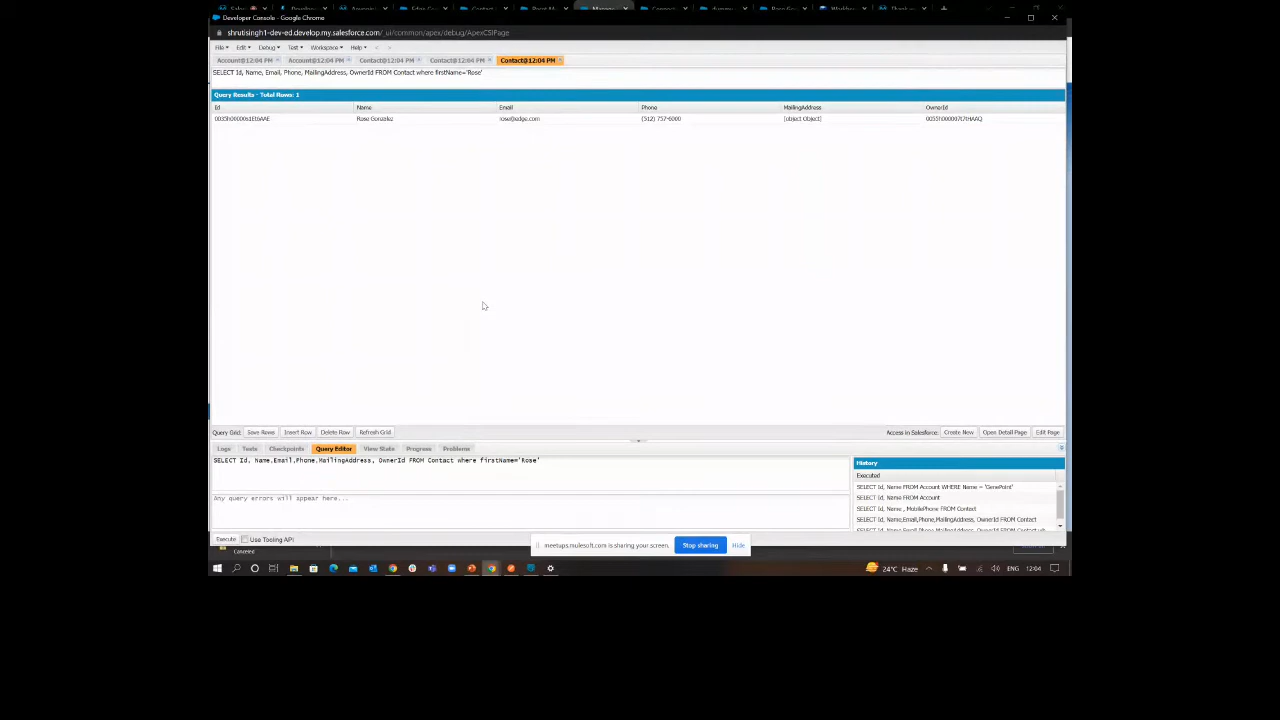 Developer Console - Google Chrome
shrutisingh1-dev-ed.develop.my.salesforce.com/_ui/common/apex/debug/ApexCSIPage
File Edit Debug Test Workspace Help < >
Account@12:04 PM Account@12:04 PM Contact@12:04 PM Contact@12:04 PM Contact@12:04 PM
SELECT Id, Name, Email, Phone, MailingAddress, OwnerId FROM Contact where firstName='Rose'
Query Results - Total Rows: 1
Id Name Email Phone MailingAddress OwnerId
Rose Gonzalez rose@edge.com (512) 757-6000 [object Object]
Query Grid: Save Rows Insert Row Delete Row Refresh Grid Access in Salesforce: Create New Open Detail Page Edit Page
Logs Tests Checkpoints Query Editor View State Progress Problems
SELECT Id, Name,Email,Phone,MailingAddress, OwnerId FROM Contact where firstName='Rose'
Any query errors will appear here...
History
Executed
SELECT Id, Name FROM Account WHERE Name = 'GenePoint'
SELECT Id, Name FROM Account
SELECT Id, Name , MobilePhone FROM Contact
SELECT Id, Name,Email,Phone,MailingAddress, OwnerId FROM Contact
Execute Use Tooling API
Canceled
meetups.mulesoft.com is sharing your screen. Stop sharing Hide
24°C Haze ENG 12:04